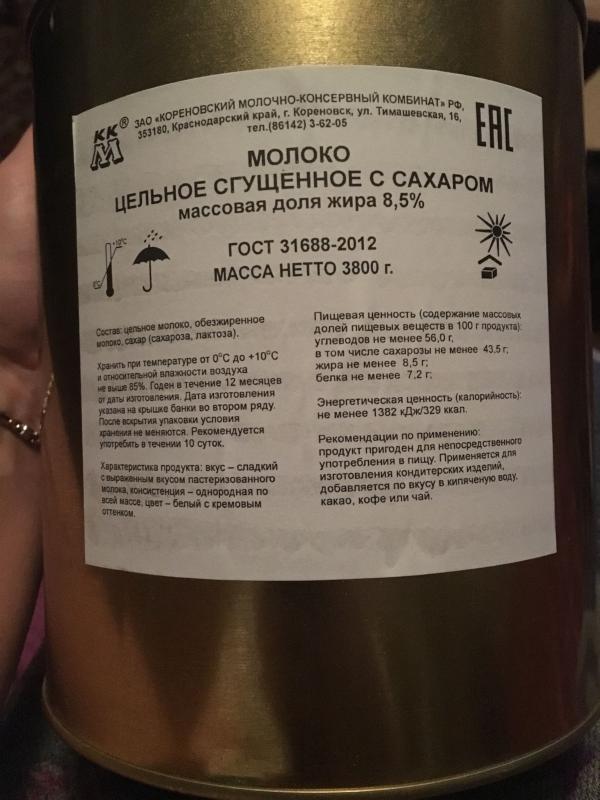 ККМ®
ЗАО «КОРЕНОВСКИЙ МОЛОЧНО-КОНСЕРВНЫЙ КОМБИНАТ» РФ,
353180, Краснодарский край, г. Кореновск, ул. Тимашевская, 16,
тел.(86142) 3-62-05
ЕАС
МОЛОКО
ЦЕЛЬНОЕ СГУЩЕННОЕ С САХАРОМ
массовая доля жира 8,5%
+10°С
0°С
ГОСТ 31688-2012
МАССА НЕТТО 3800 г.
Состав: цельное молоко, обезжиренное
молоко, сахар (сахароза, лактоза).
Хранить при температуре от 0°С до +10°С
и относительной влажности воздуха
не выше 85%. Годен в течение 12 месяцев
от даты изготовления. Дата изготовления
указана на крышке банки во втором ряду.
После вскрытия упаковки условия
хранения не меняются. Рекомендуется
употребить в течении 10 суток.
Характеристика продукта: вкус – сладкий
с выраженным вкусом пастеризованного
молока, консистенция – однородная по
всей массе, цвет – белый с кремовым
оттенком.
Пищевая ценность (содержание массовых
долей пищевых веществ в 100 г продукта):
углеводов не менее 56,0 г,
в том числе сахарозы не менее 43,5 г;
жира не менее 8,5 г;
белка не менее 7,2 г;
Энергетическая ценность (калорийность):
не менее 1382 кДж/329 ккал.
Рекомендации по применению:
продукт пригоден для непосредственного
употребления в пищу. Применяется для
изготовления кондитерских изделий,
добавляется по вкусу в кипяченую воду,
какао, кофе или чай.